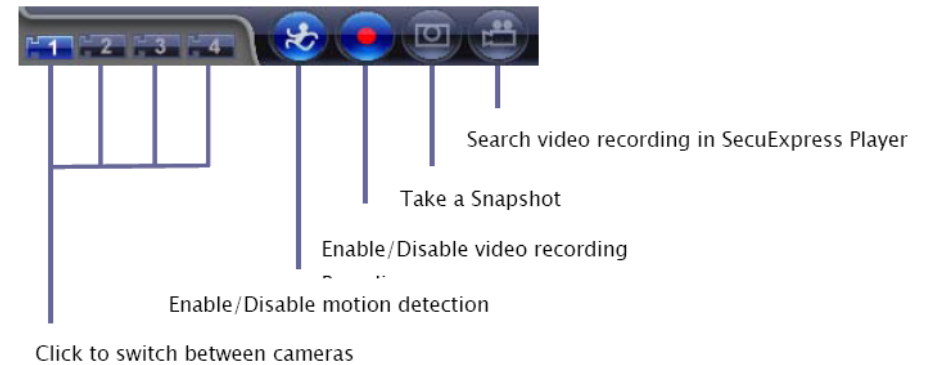 1 2 3 4
Search video recording in SecuExpress Player
Take a Snapshot
Enable/Disable video recording
Enable/Disable motion detection
Click to switch between cameras